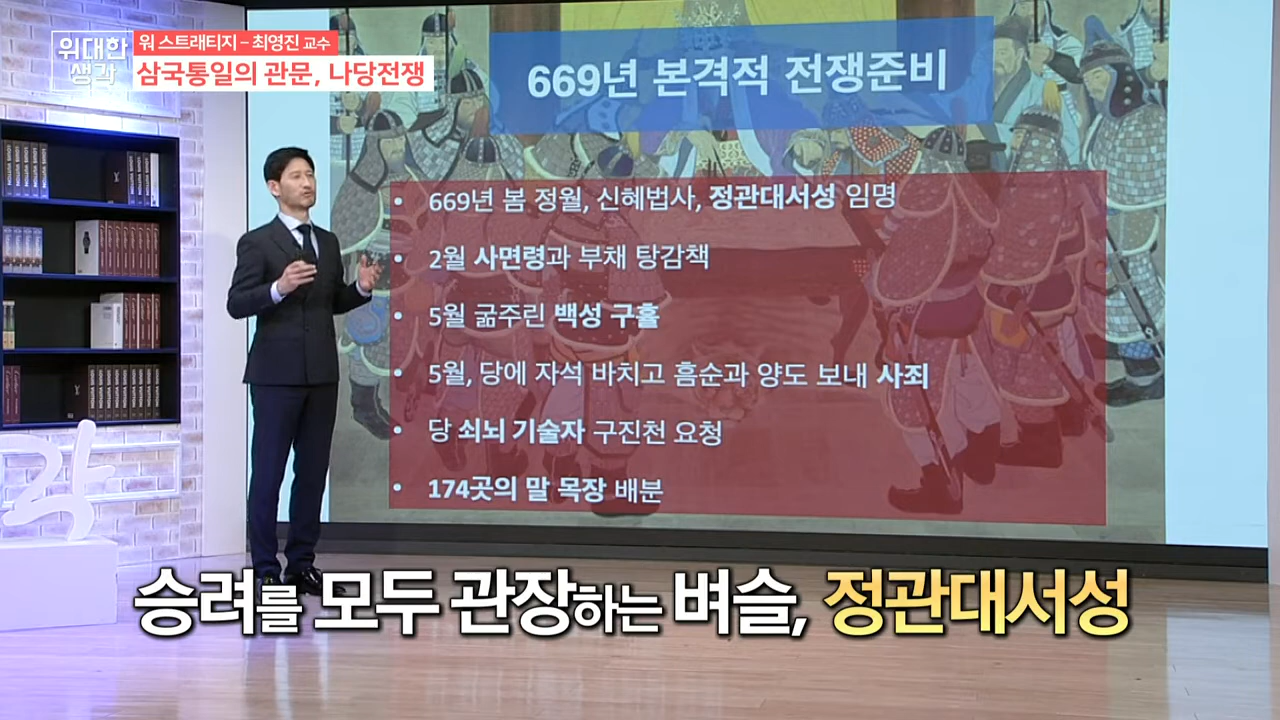 위대한
생각
워 스트래티지 - 최영진 교수
삼국통일의 관문, 나당전쟁
669년 본격적 전쟁준비
• 669년 봄 정월, 신혜법사, 정관대서성 임명
• 2월 사면령과 부채 탕감책
• 5월 굶주린 백성 구휼
• 5월, 당에 자석 바치고 흠순과 양도 보내 사죄
• 당 쇠뇌 기술자 구진천 요청
• 174곳의 말 목장 배분
각
승려를 모두 관장하는 벼슬, 정관대서성